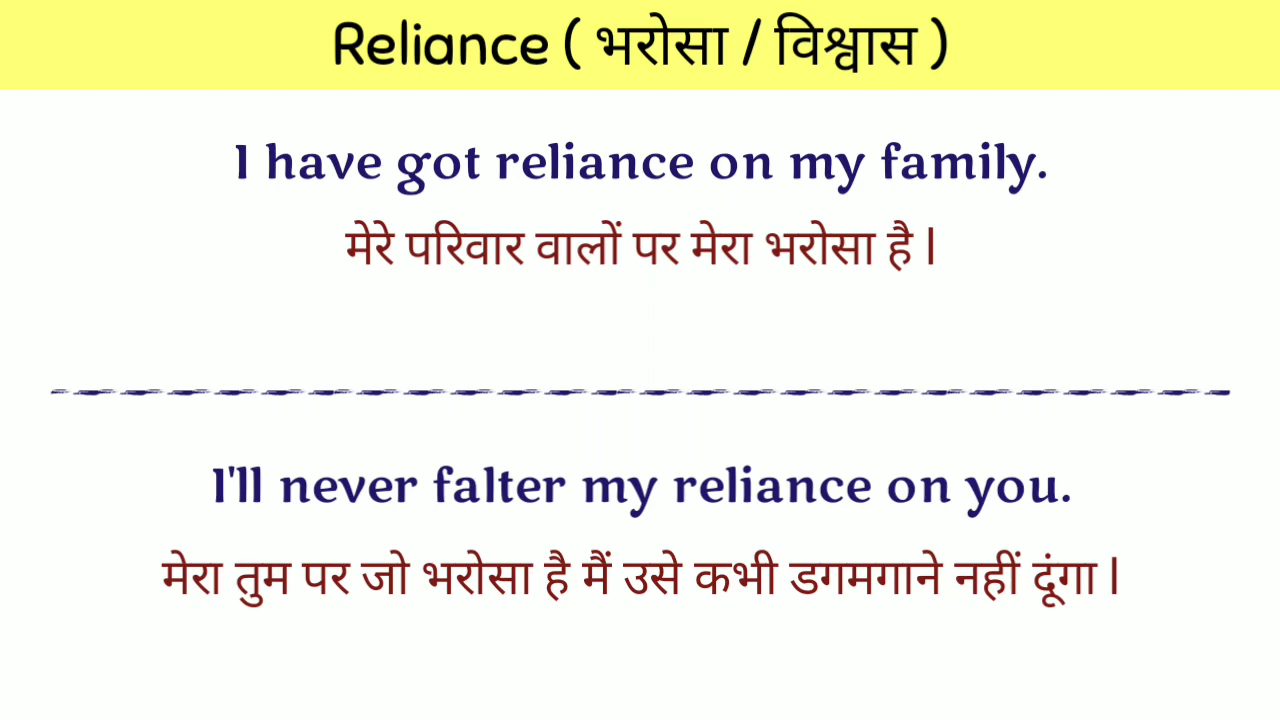 Reliance ( भरोसा / विश्वास )
I have got reliance on my family.
मेरे परिवार वालों पर मेरा भरोसा है l
I'll never falter my reliance on you.
मेरा तुम पर जो भरोसा है मैं उसे कभी डगमगाने नहीं दूंगा l